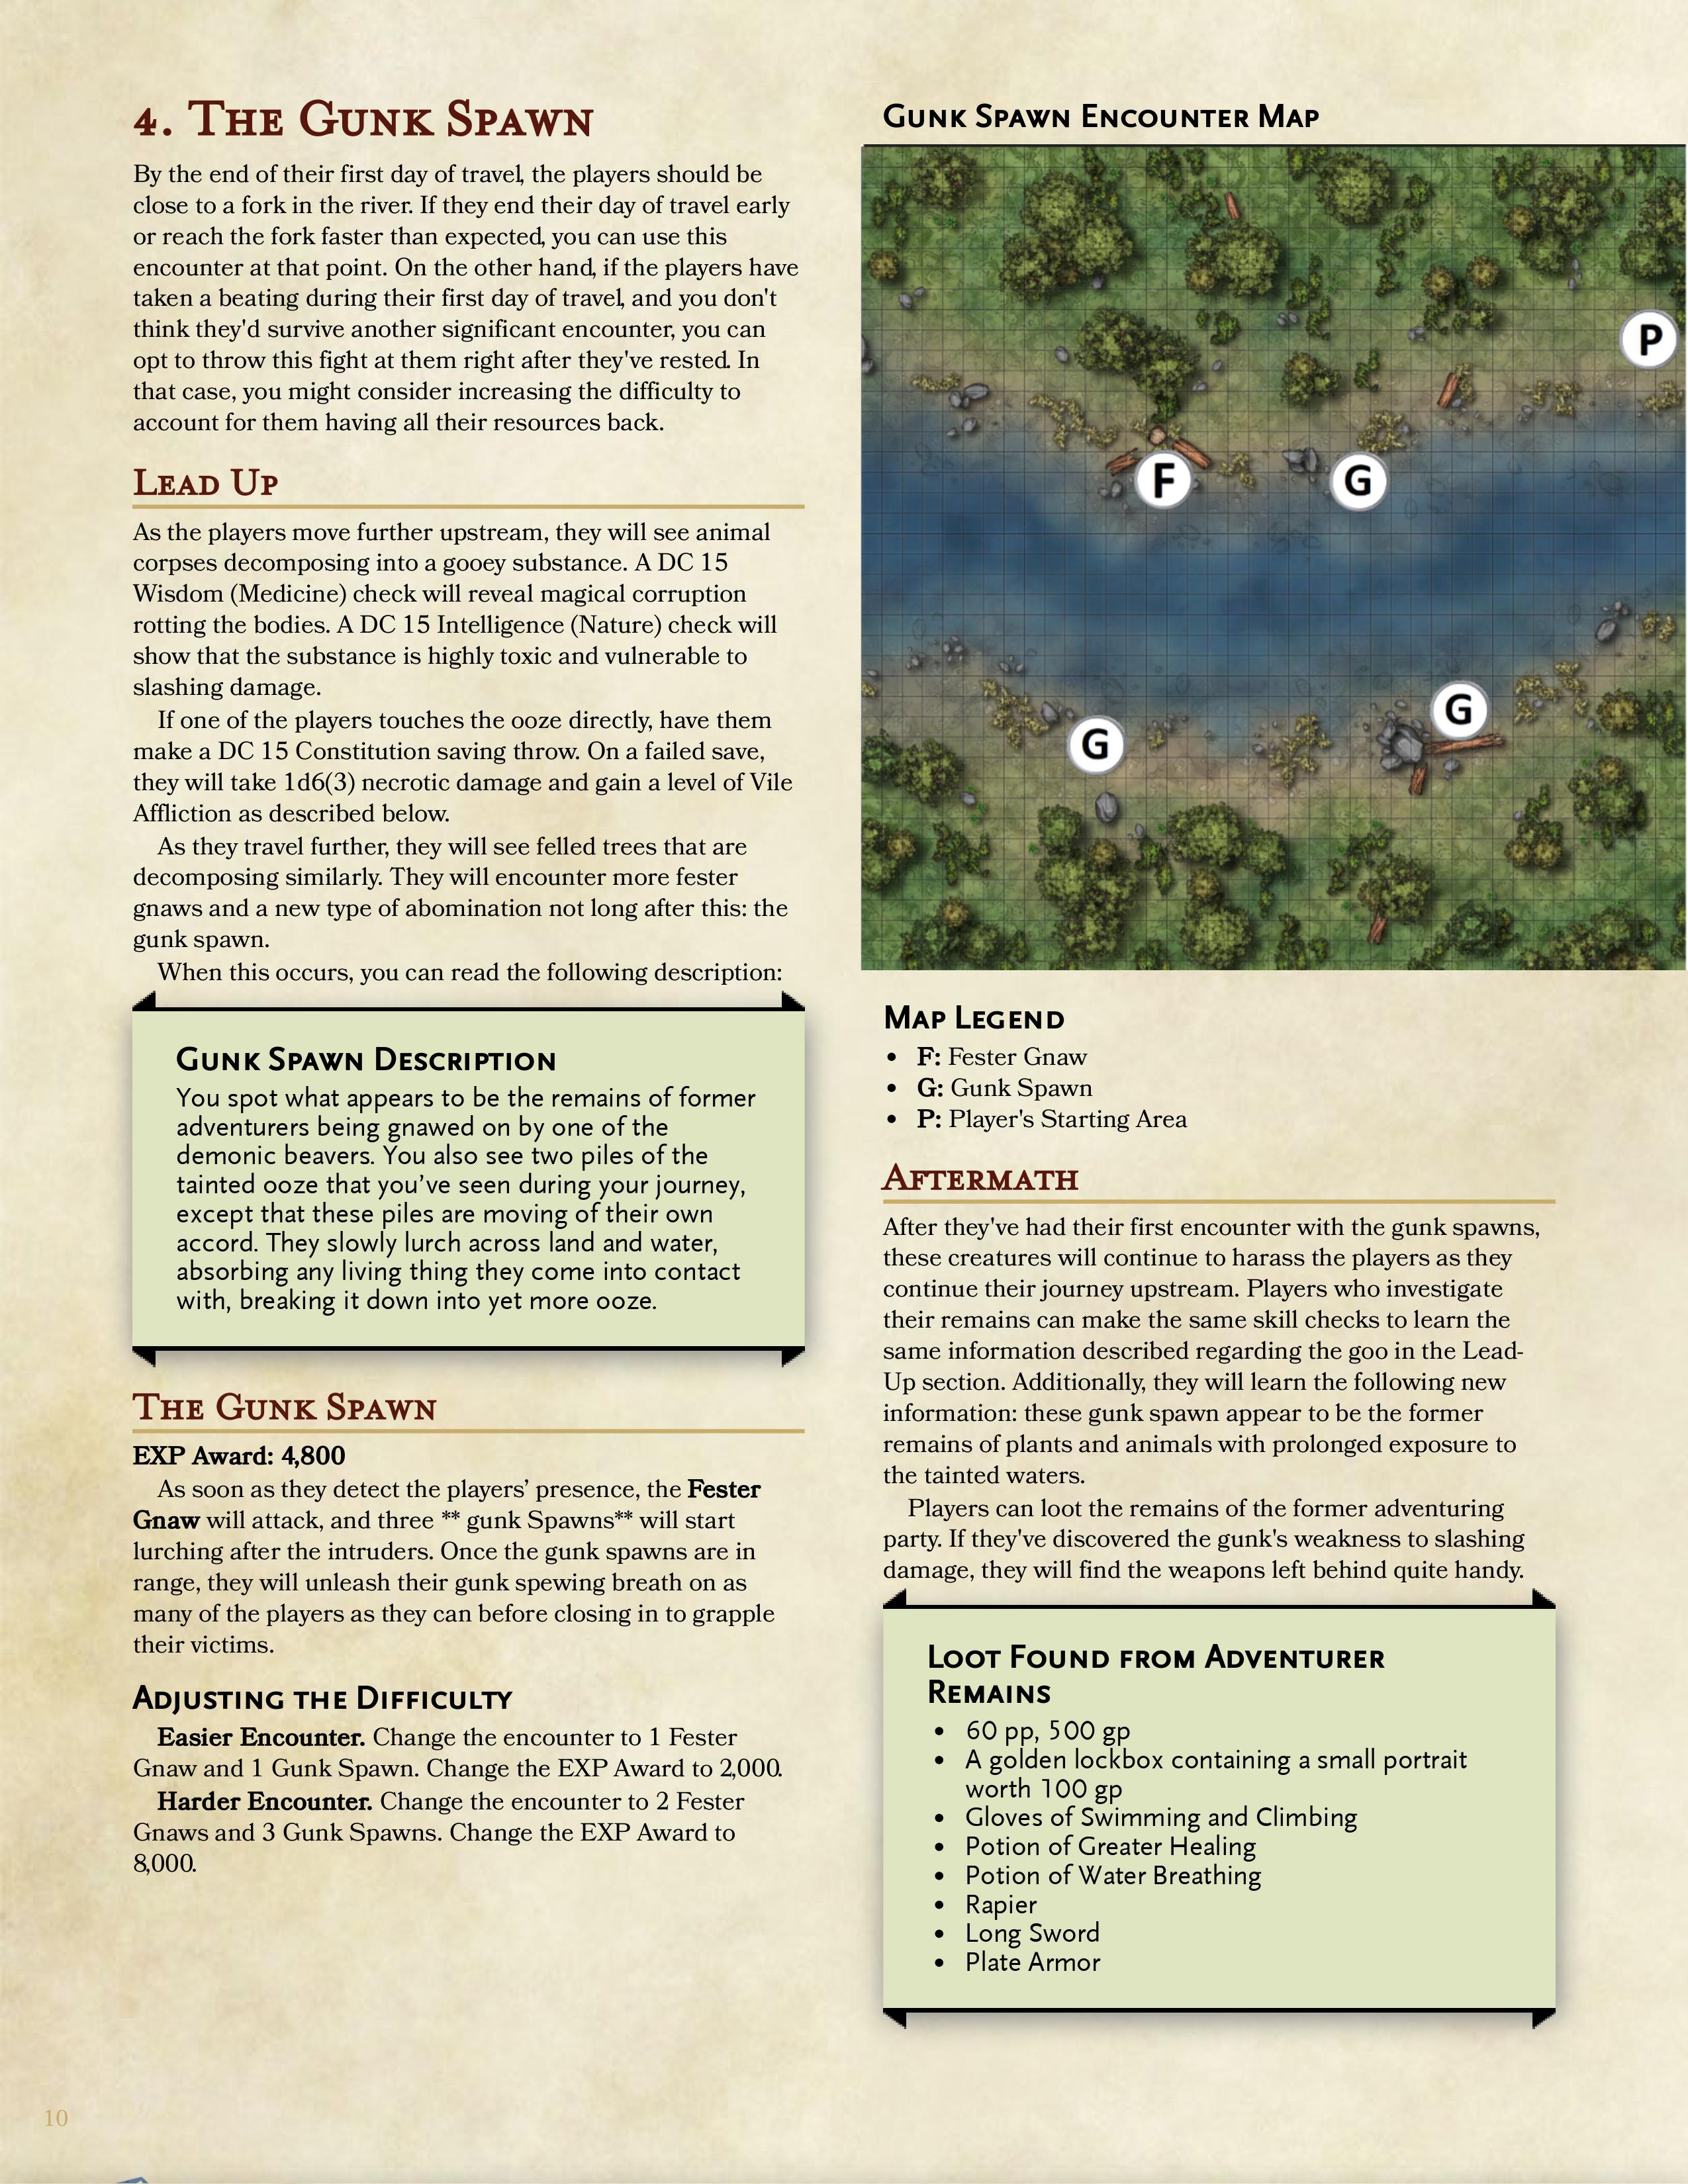 4. The Gunk Spawn
By the end of their first day of travel, the players should be
close to a fork in the river. If they end their day of travel early
or reach the fork faster than expected, you can use this
encounter at that point. On the other hand, if the players have
taken a beating during their first day of travel, and you don't
think they'd survive another significant encounter, you can
opt to throw this fight at them right after they've rested. In
that case, you might consider increasing the difficulty to
account for them having all their resources back.
Lead Up
As the players move further upstream, they will see animal
corpses decomposing into a gooey substance. A DC 15
Wisdom (Medicine) check will reveal magical corruption
rotting the bodies. A DC 15 Intelligence (Nature) check will
show that the substance is highly toxic and vulnerable to
slashing damage.
If one of the players touches the ooze directly, have them
make a DC 15 Constitution saving throw. On a failed save,
they will take 1d6(3) necrotic damage and gain a level of Vile
Affliction as described below.
As they travel further, they will see felled trees that are
decomposing similarly. They will encounter more fester
gnaws and a new type of abomination not long after this: the
gunk spawn.
When this occurs, you can read the following description:
Gunk Spawn Description
You spot what appears to be the remains of former
adventurers being gnawed on by one of the
demonic beavers. You also see two piles of the
tainted ooze that you’ve seen during your journey,
except that these piles are moving of their own
accord. They slowly lurch across land and water,
absorbing any living thing they come into contact
with, breaking it down into yet more ooze.
The Gunk Spawn
EXP Award: 4,800
As soon as they detect the players’ presence, the Fester
Gnaw will attack, and three ** gunk Spawns** will start
lurching after the intruders. Once the gunk spawns are in
range, they will unleash their gunk spewing breath on as
many of the players as they can before closing in to grapple
their victims.
Adjusting the Difficulty
Easier Encounter. Change the encounter to 1 Fester
Gnaw and 1 Gunk Spawn. Change the EXP Award to 2,000.
Harder Encounter. Change the encounter to 2 Fester
Gnaws and 3 Gunk Spawns. Change the EXP Award to
8,000.
Gunk Spawn Encounter Map
P
F
G
G
G
Map Legend
• F: Fester Gnaw
• G: Gunk Spawn
• P: Player's Starting Area
Aftermath
After they've had their first encounter with the gunk spawns,
these creatures will continue to harass the players as they
continue their journey upstream. Players who investigate
their remains can make the same skill checks to learn the
same information described regarding the goo in the Lead-
Up section. Additionally, they will learn the following new
information: these gunk spawn appear to be the former
remains of plants and animals with prolonged exposure to
the tainted waters.
Players can loot the remains of the former adventuring
party. If they've discovered the gunk's weakness to slashing
damage, they will find the weapons left behind quite handy.
Loot Found from Adventurer
Remains
• 60 pp, 500 gp
• A golden lockbox containing a small portrait
worth 100 gp
• Gloves of Swimming and Climbing
• Potion of Greater Healing
• Potion of Water Breathing
• Rapier
• Long Sword
• Plate Armor
10